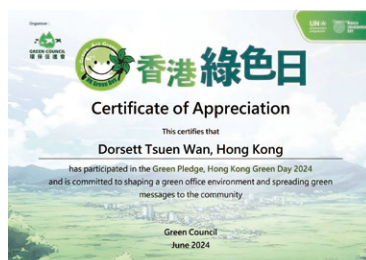 Organiser :
GREEN COUNCIL
環保促進會
香港綠色日
Certificate of Appreciation
This certifies that
Dorsett Tsuen Wan, Hong Kong
has participated in the Green Pledge, Hong Kong Green Day 2024
and is committed to shaping a green office environment and spreading green
messages to the community
Green Council
June 2024